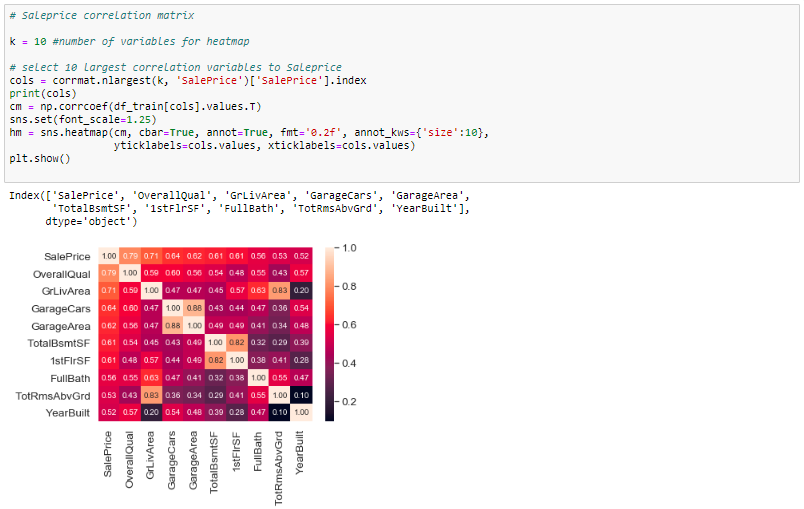 # Saleprice correlation matrix
k = 10 #number of variables for heatmap
# select 10 largest correlation variables to Saleprice
cols = corrmat.nlargest(k, 'SalePrice')['SalePrice'].index
print(cols)
cm = np.corrcoef(df_train[cols].values.T)
sns.set(font_scale=1.25)
hm = sns.heatmap(cm, cbar=True, annot=True, fmt='0.2f', annot_kws={'size':10},
yticklabels=cols.values, xticklabels=cols.values)
plt.show()
Index(['SalePrice', 'OverallQual', 'GrLivArea', 'GarageCars', 'GarageArea',
'TotalBsmtSF', '1stFlrSF', 'FullBath', 'TotRmsAbvGrd', 'YearBuilt'],
dtype='object')
SalePrice 1.00 0.79 0.71 0.64 0.62 0.61 0.61 0.56 0.53 0.52
OverallQual 0.79 1.00 0.59 0.60 0.56 0.54 0.48 0.55 0.43 0.57
GrLivArea 0.71 0.59 1.00 0.47 0.47 0.45 0.57 0.63 0.83 0.20
GarageCars 0.64 0.60 0.47 1.00 0.88 0.43 0.44 0.47 0.36 0.54
GarageArea 0.62 0.56 0.47 0.88 1.00 0.49 0.49 0.41 0.34 0.48
TotalBsmtSF 0.61 0.54 0.45 0.43 0.49 1.00 0.82 0.32 0.29 0.39
1stFlrSF 0.61 0.48 0.57 0.44 0.49 0.82 1.00 0.38 0.41 0.28
FullBath 0.56 0.55 0.63 0.47 0.41 0.32 0.38 1.00 0.55 0.47
TotRmsAbvGrd 0.53 0.43 0.83 0.36 0.34 0.29 0.41 0.55 1.00 0.10
YearBuilt 0.52 0.57 0.20 0.54 0.48 0.39 0.28 0.47 0.10 1.00
SalePrice
OverallQual
GrLivArea
GarageCars
GarageArea
TotalBsmtSF
1stFlrSF
FullBath
TotRmsAbvGrd
YearBuilt
1.0
0.8
0.6
0.4
0.2